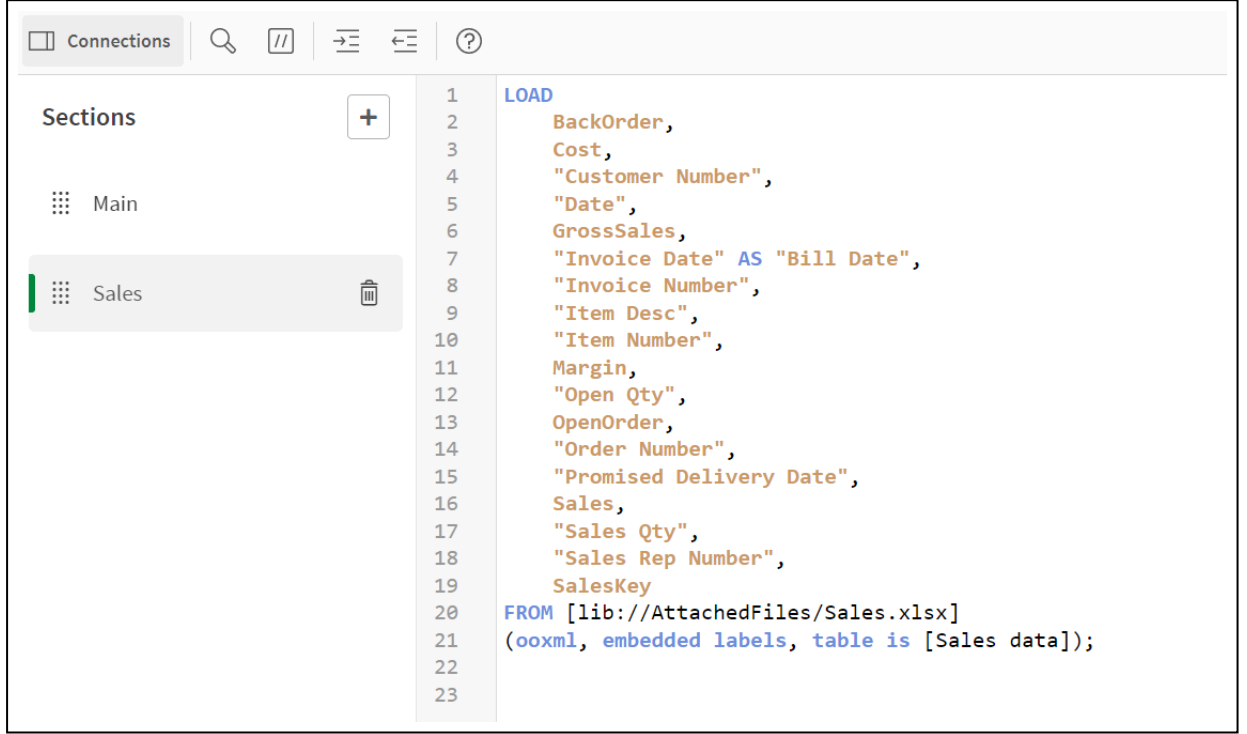 Connections
Sections
+
Main
Sales
1 LOAD
2 BackOrder,
3 Cost,
4 "Customer Number",
5 "Date",
6 GrossSales,
7 "Invoice Date" AS "Bill Date",
8 "Invoice Number",
9 "Item Desc",
10 "Item Number",
11 Margin,
12 "Open Qty",
13 OpenOrder,
14 "Order Number",
15 "Promised Delivery Date",
16 Sales,
17 "Sales Qty",
18 "Sales Rep Number",
19 SalesKey
20 FROM [lib://AttachedFiles/Sales.xlsx]
21 (ooxml, embedded labels, table is [Sales data]);
22
23